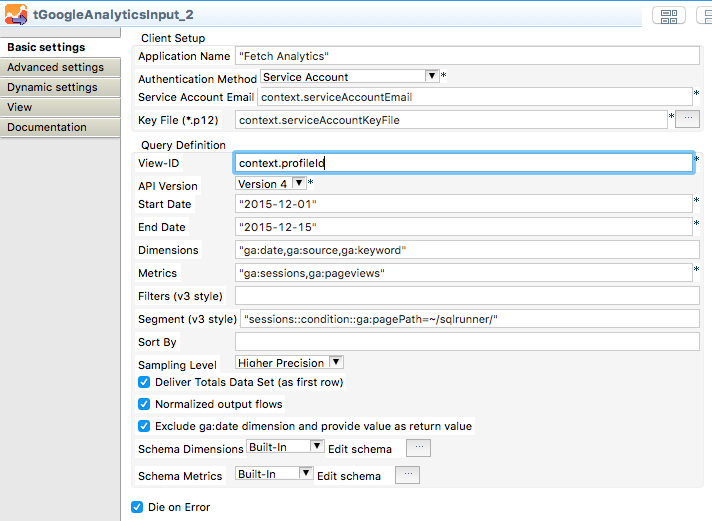 tGoogleAnalyticsInput_2
Basic settings
Advanced settings
Dynamic settings
View
Documentation
Client Setup
Application Name "Fetch Analytics"
Authentication Method Service Account *
Service Account Email context.serviceAccountEmail *
Key File (*.p12) context.serviceAccountKeyFile * ...
Query Definition
View-ID context.profileId *
API Version Version 4 *
Start Date "2015-12-01" *
End Date "2015-12-15" *
Dimensions "ga:date,ga:source,ga:keyword"
Metrics "ga:sessions,ga:pageviews" *
Filters (v3 style)
Segment (v3 style) "sessions::condition::ga:pagePath=~/sqlrunner/"
Sort By
Sampling Level Higher Precision
Deliver Totals Data Set (as first row)
Normalized output flows
Exclude ga:date dimension and provide value as return value
Schema Dimensions Built-In Edit schema ...
Schema Metrics Built-In Edit schema ...
Die on Error